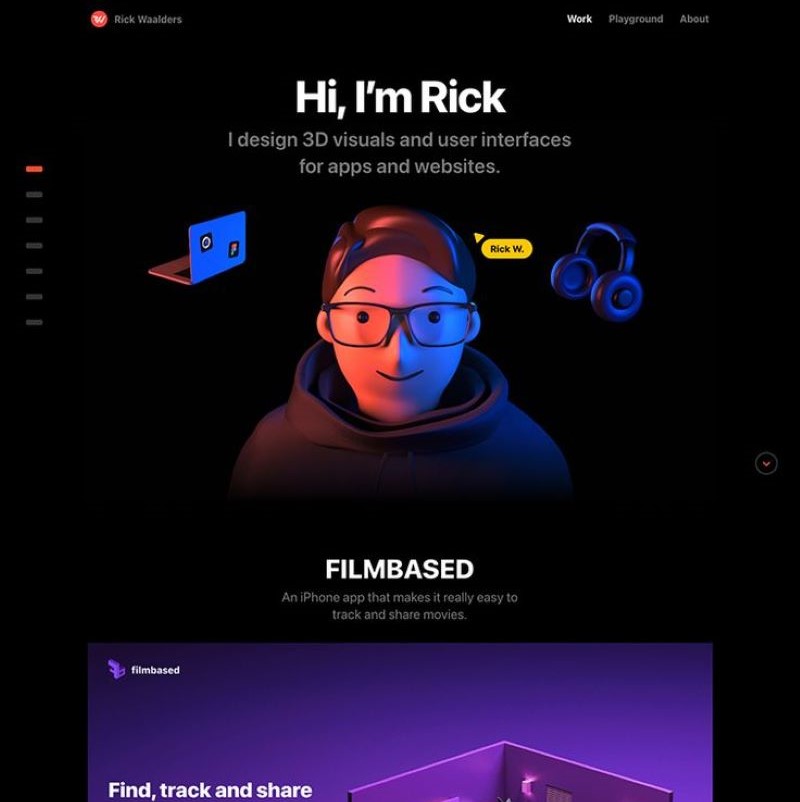 Rick Waalders
Work Playground About
Hi, I'm Rick
I design 3D visuals and user interfaces
for apps and websites.
Rick W.
FILMBASED
An iPhone app that makes it really easy to
track and share movies.
filmbased
Find, track and share